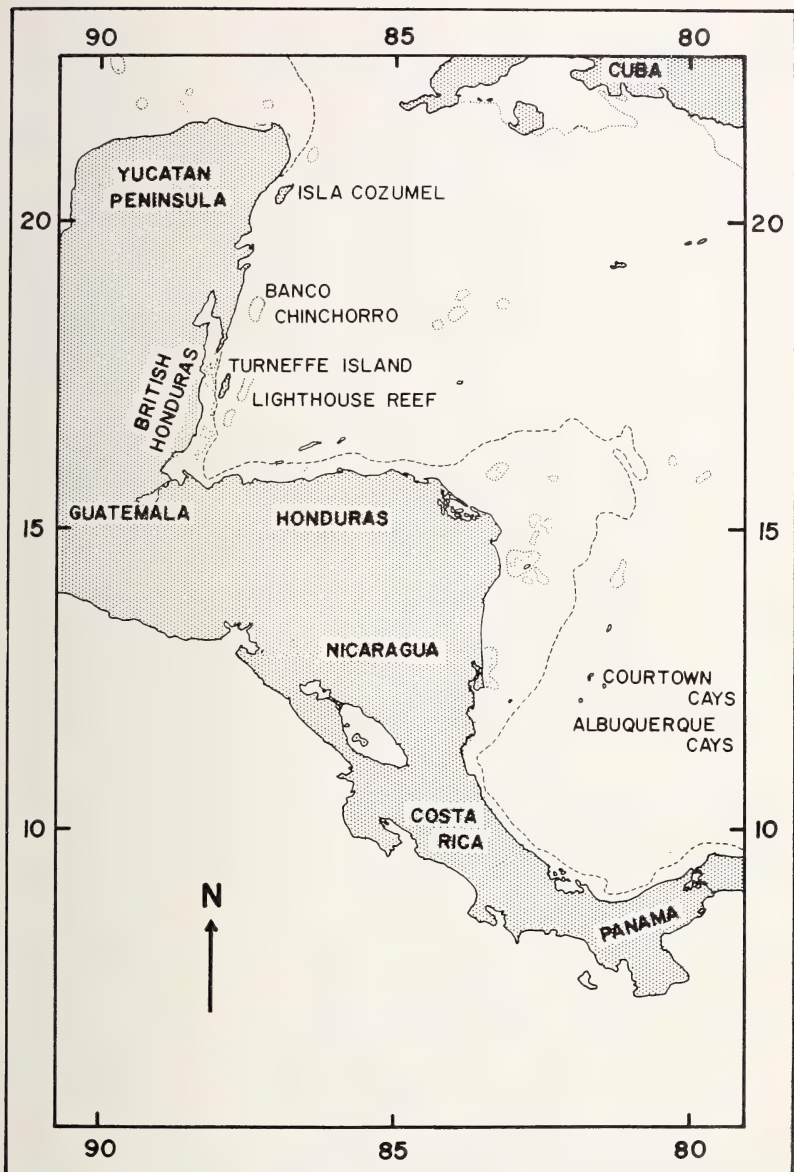 90 85 80
CUBA
YUCATAN
PENINSULA
ISLA COZUMEL
20 20
BANCO
CHINCHORRO
TURNEFFE ISLAND
BRITISH
HONDURAS
LIGHTHOUSE REEF
GUATEMALA
HONDURAS
15 15
NICARAGUA
COURTOWN
CAYS
ALBUQUERQUE
CAYS
COSTA
RICA
10 10
N
PANAMA
90 85 80